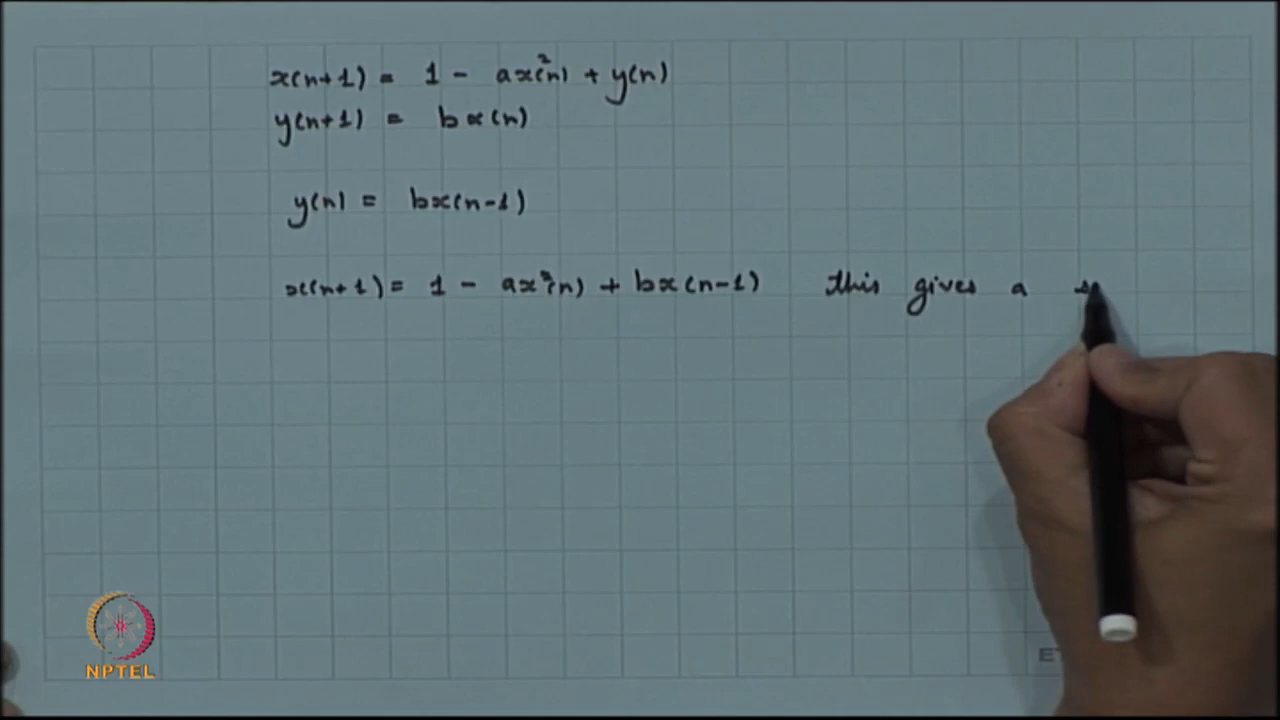 x(n+1) = 1 - ax²(n) + y(n)
y(n+1) = bx(n)
y(n) = bx(n-1)
x(n+1) = 1 - ax²(n) + bx(n-1) this gives a
NPTEL